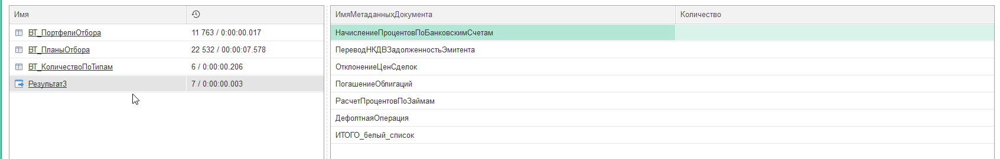 Имя
ВТ_ПортфелиОтбора 11 763 / 0:00:00.017
ВТ_ПланыОтбора 22 532 / 00:00:07.578
ВТ_КоличествоПоТипам 6 / 0:00:00.206
Результат3 7 / 0:00:00.003
ИмяМетаданныхДокумента Количество
НачислениеПроцентовПоБанковскимСчетам
ПереводНКДВЗадолженностьЭмитента
ОтклонениеЦенСделок
ПогашениеОблигаций
РасчетПроцентовПоЗаймам
ДефолтнаяОперация
ИТОГО_белый_список